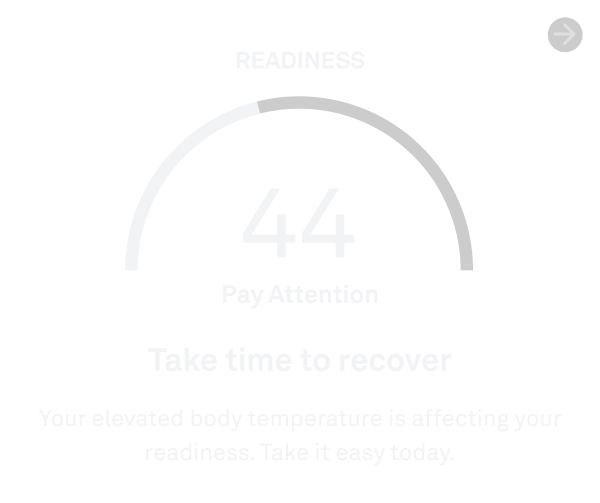 READINESS
44
Pay Attention
Take time to recover
Your elevated body temperature is affecting your
readiness. Take it easy today.